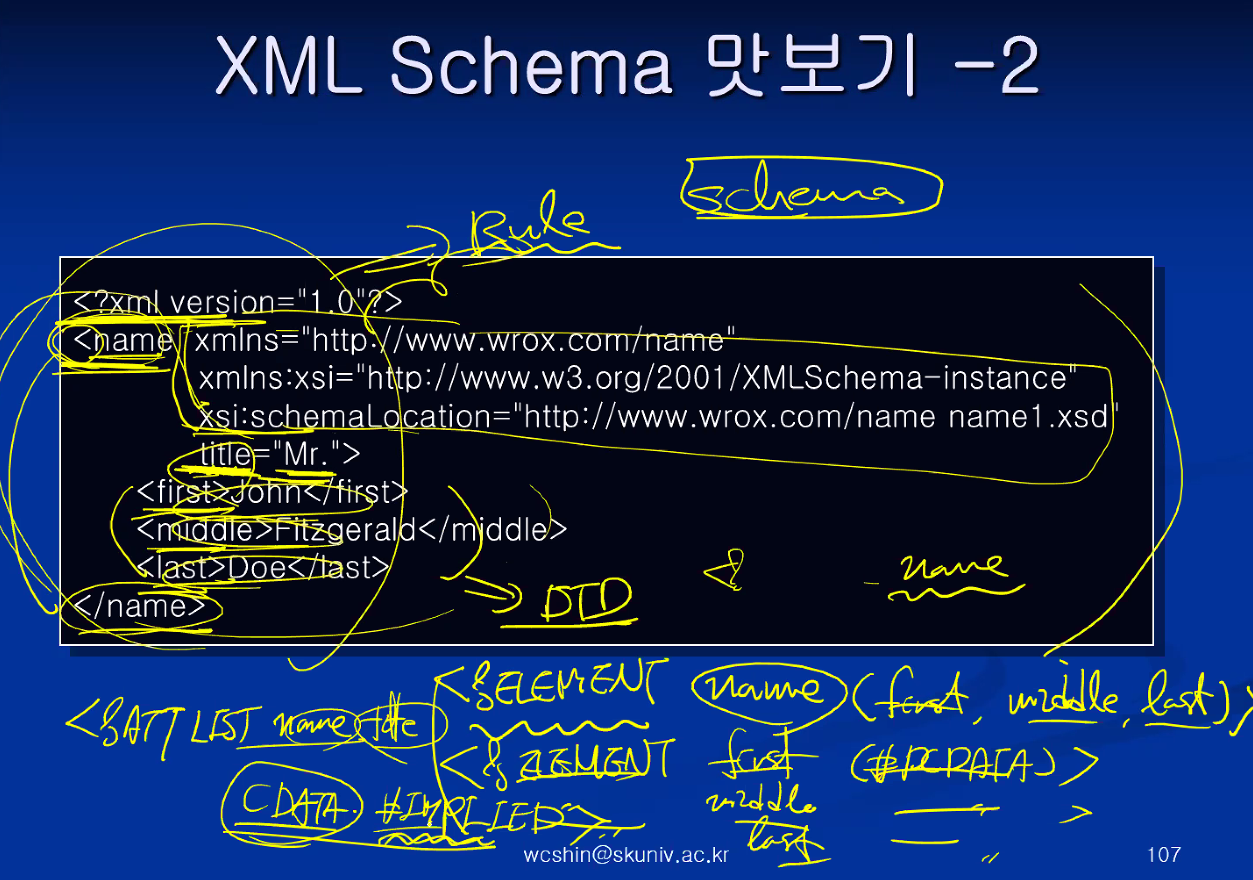 XML Schema 맛보기 -2
schema
Rule
<?xml version="1.0"?>
<name xmlns="http://www.wrox.com/name"
xmlns:xsi="http://www.w3.org/2001/XMLSchema-instance"
xsi:schemaLocation="http://www.wrox.com/name name1.xsd"
title="Mr.">
<first>John</first>
<middle>Fitzgerald</middle>
<last>Doe</last>
</name>
DTD
name
<!ELEMENT name (first, middle, last)>
<!ATTLIST name title
<!ELEMENT first (#PCDATA)>
CDATA #IMPLIED>
middle
last
wcshin@skuniv.ac.kr
107